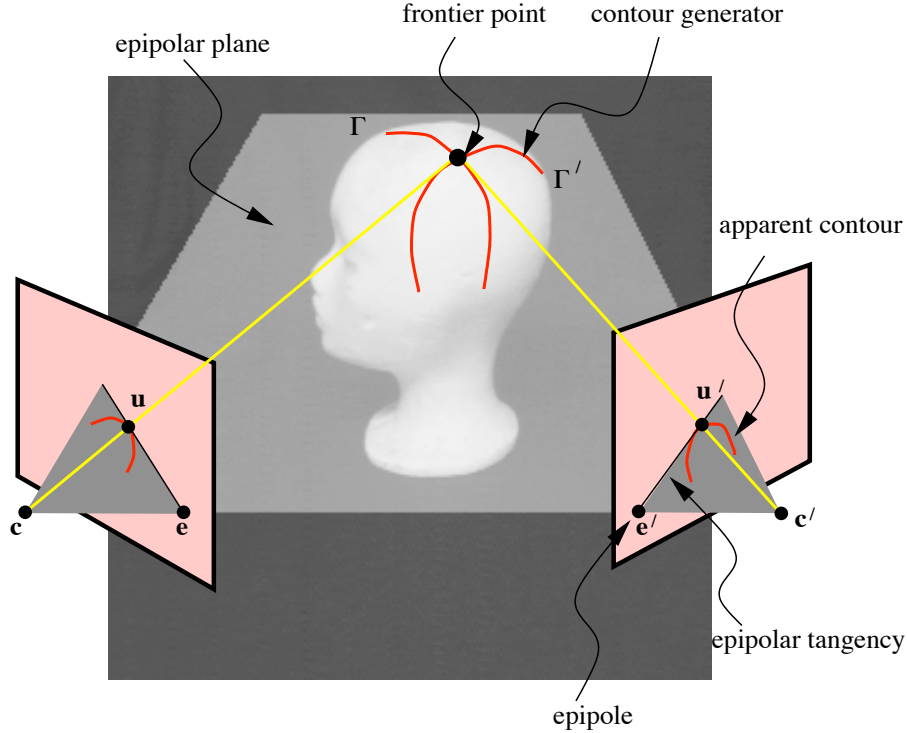 frontier point
contour generator
epipolar plane
Γ
Γ′
apparent contour
u
u′
c
e
e′
c′
epipolar tangency
epipole